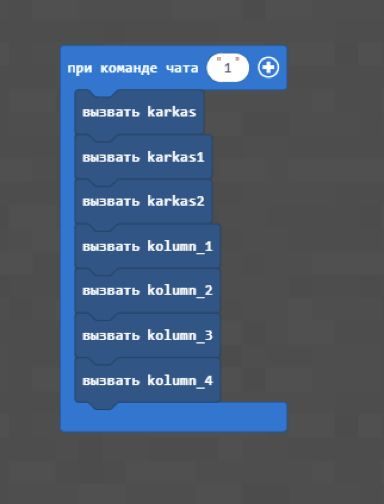 при команде чата "1"
вызвать karkas
вызвать karkas1
вызвать karkas2
вызвать kolumn_1
вызвать kolumn_2
вызвать kolumn_3
вызвать kolumn_4